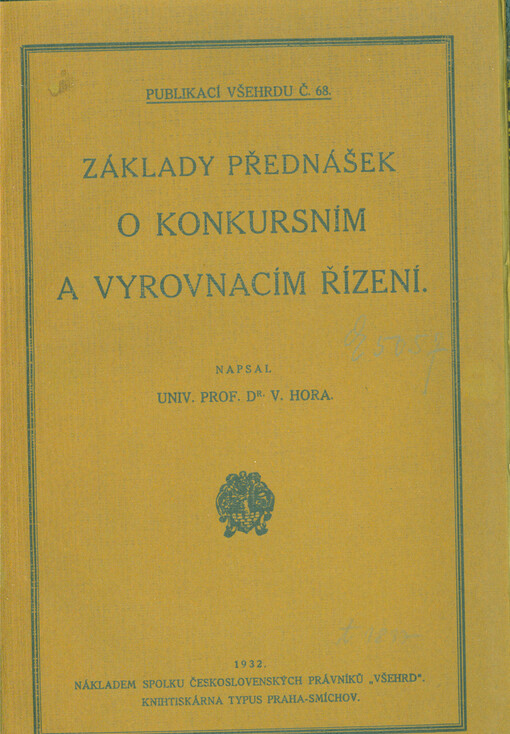 PUBLIKACÍ VŠEHRDU Č. 68.
ZÁKLADY PŘEDNÁŠEK
O KONKURSNÍM
A VYROVNACÍM ŘÍZENÍ.
NAPSAL
UNIV. PROF. DR. V. HORA.
1932.
NÁKLADEM SPOLKU ČESKOSLOVENSKÝCH PRÁVNÍKŮ „VŠEHRD“.
KNIHTISKÁRNA TYPUS PRAHA-SMÍCHOV.